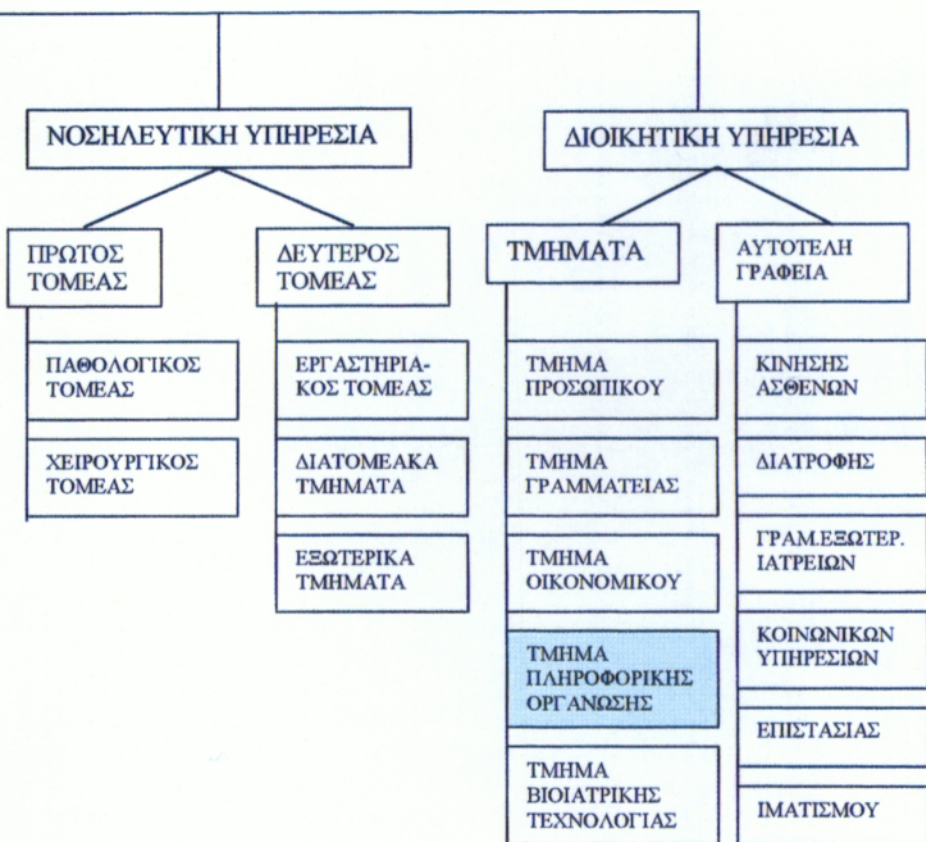 ΝΟΣΗΛΕΥΤΙΚΗ ΥΠΗΡΕΣΙΑ
ΔΙΟΙΚΗΤΙΚΗ ΥΠΗΡΕΣΙΑ
ΠΡΩΤΟΣ
ΤΟΜΕΑΣ
ΔΕΥΤΕΡΟΣ
ΤΟΜΕΑΣ
ΤΜΗΜΑΤΑ
ΑΥΤΟΤΕΛΗ
ΓΡΑΦΕΙΑ
ΠΑΘΟΛΟΓΙΚΟΣ
ΤΟΜΕΑΣ
ΧΕΙΡΟΥΡΓΙΚΟΣ
ΤΟΜΕΑΣ
ΕΡΓΑΣΤΗΡΙΑ-
ΚΟΣ ΤΟΜΕΑΣ
ΔΙΑΤΟΜΕΑΚΑ
ΤΜΗΜΑΤΑ
ΕΞΩΤΕΡΙΚΑ
ΤΜΗΜΑΤΑ
ΤΜΗΜΑ
ΠΡΟΣΩΠΙΚΟΥ
ΤΜΗΜΑ
ΓΡΑΜΜΑΤΕΙΑΣ
ΤΜΗΜΑ
ΟΙΚΟΝΟΜΙΚΟΥ
ΤΜΗΜΑ
ΠΛΗΡΟΦΟΡΙΚΗΣ
ΟΡΓΑΝΩΣΗΣ
ΤΜΗΜΑ
ΒΙΟΙΑΤΡΙΚΗΣ
ΤΕΧΝΟΛΟΓΙΑΣ
ΚΙΝΗΣΗΣ
ΑΣΘΕΝΩΝ
ΔΙΑΤΡΟΦΗΣ
ΓΡΑΜ.ΕΞΩΤΕΡ.
ΙΑΤΡΕΙΩΝ
ΚΟΙΝΩΝΙΚΩΝ
ΥΠΗΡΕΣΙΩΝ
ΕΠΙΣΤΑΣΙΑΣ
ΙΜΑΤΙΣΜΟΥ